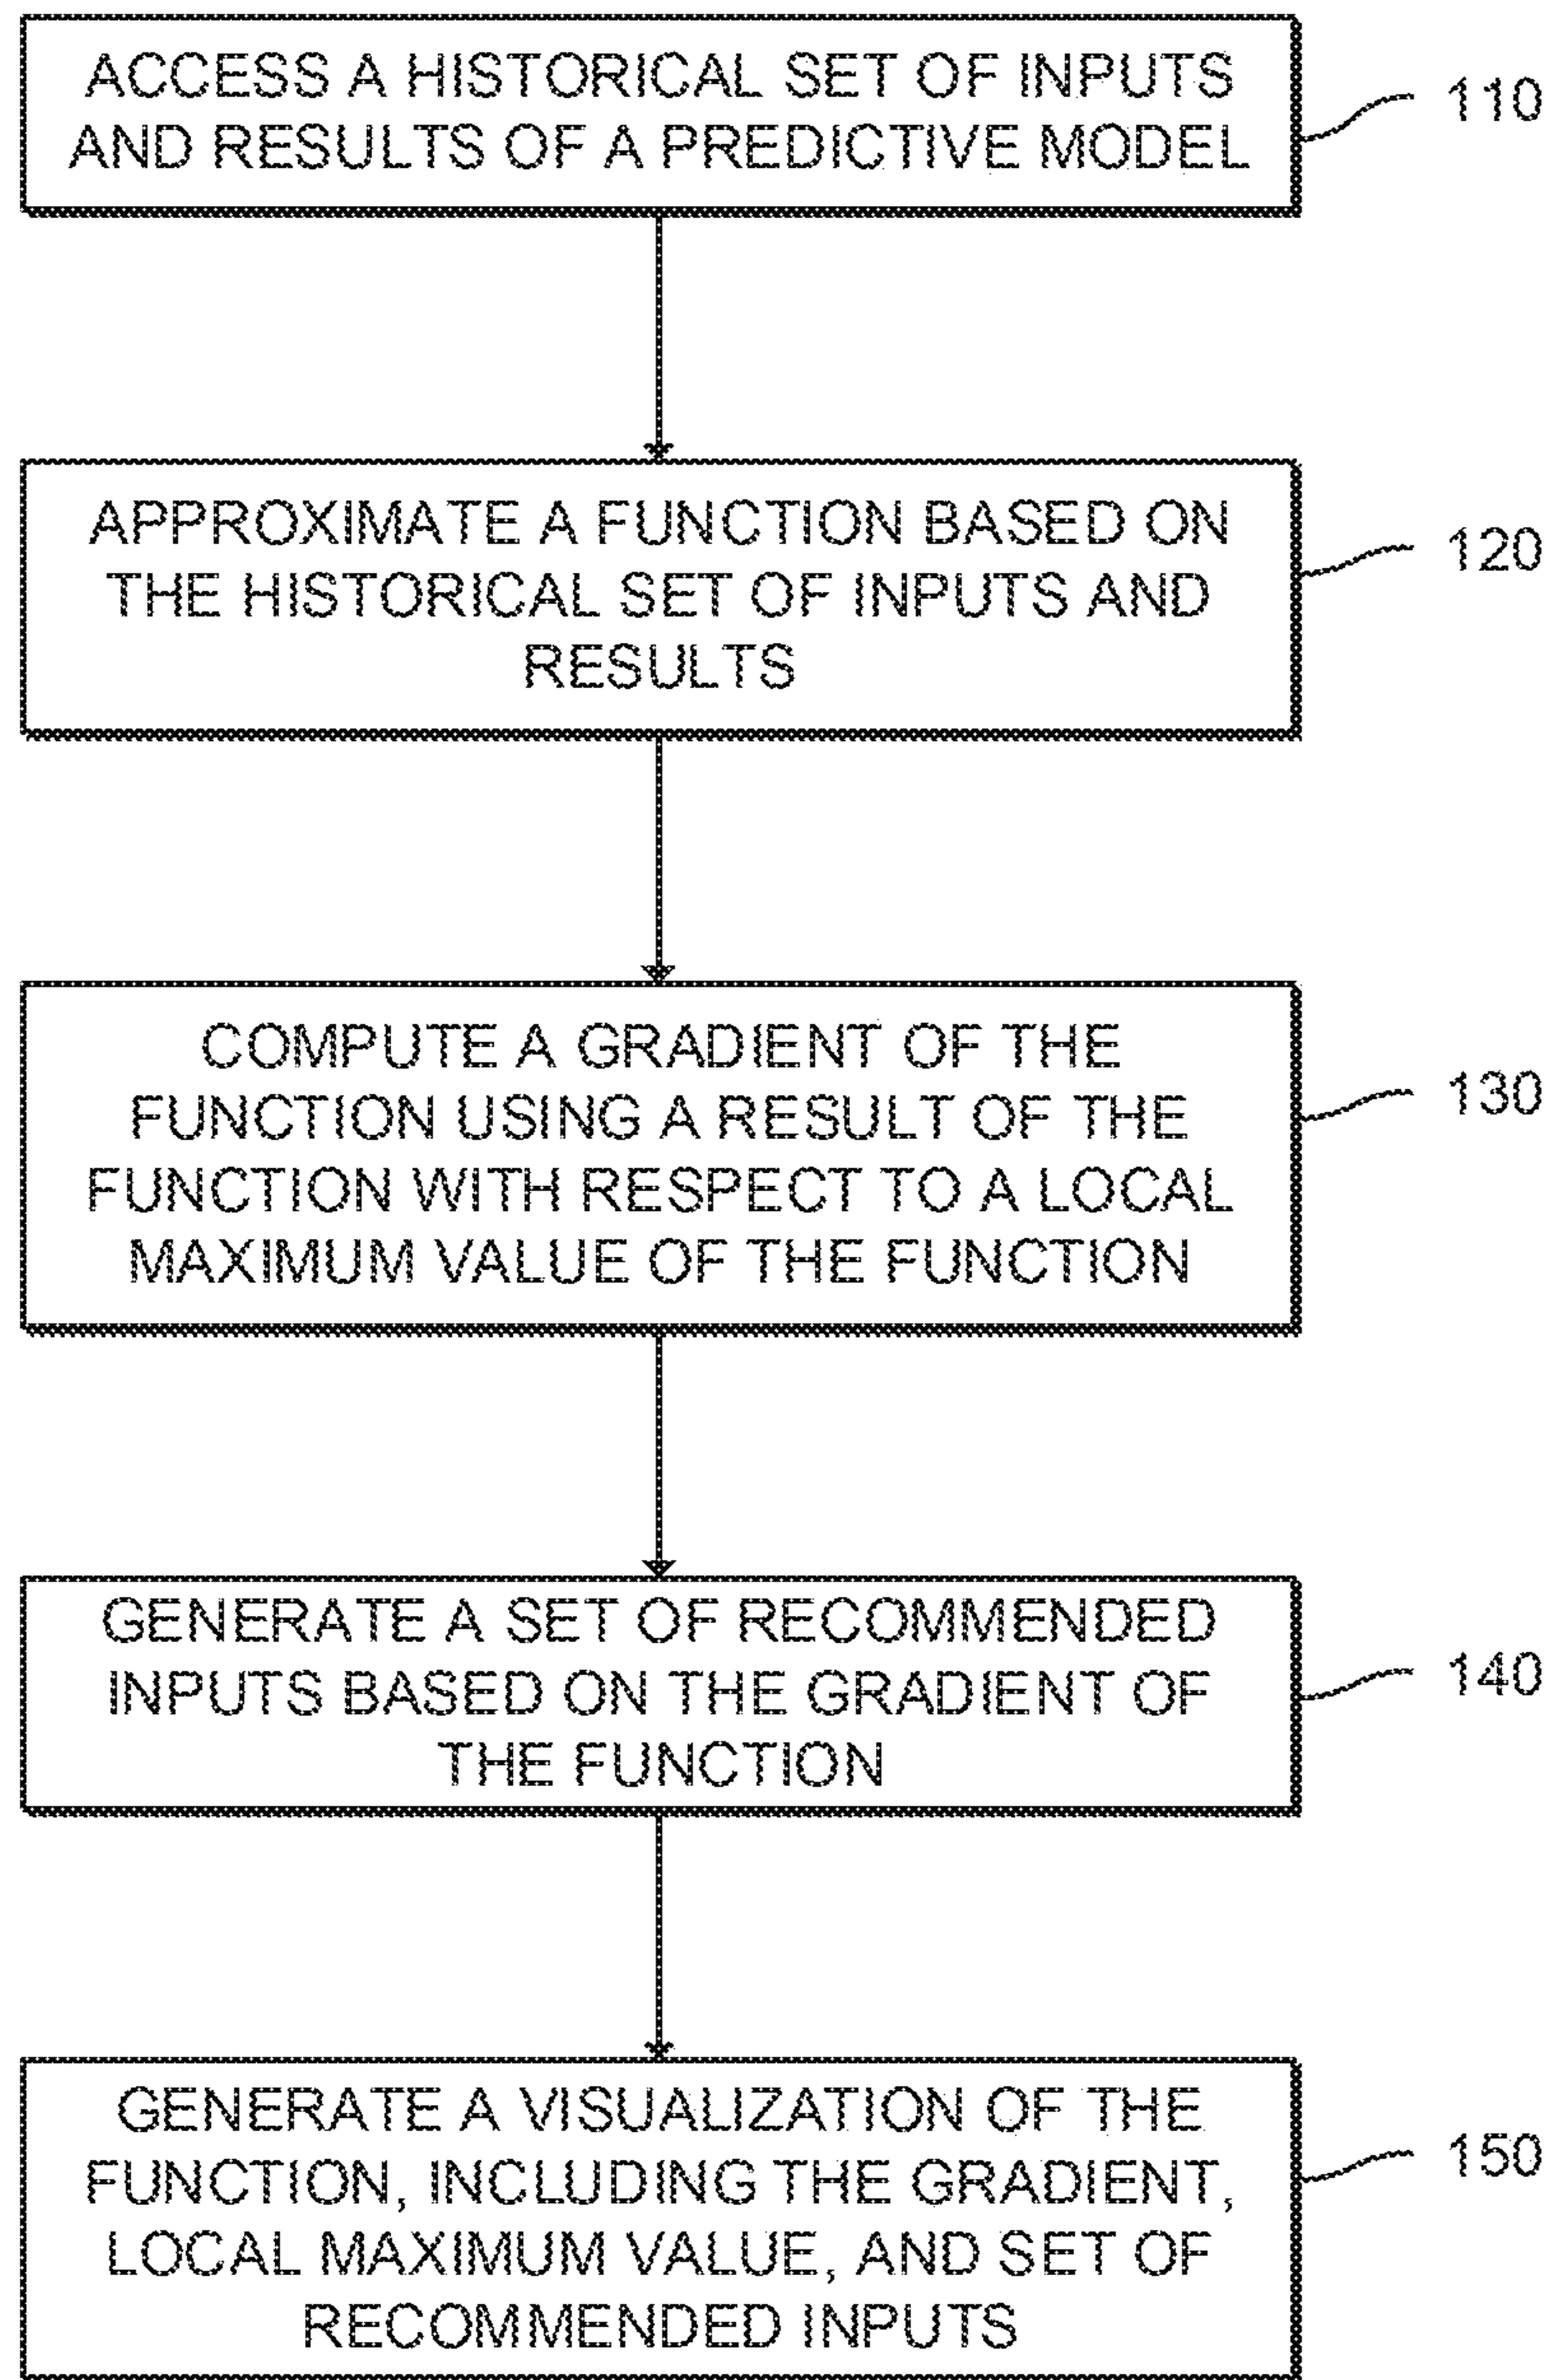 ACCESS A HISTORICAL SET OF INPUTS
AND RESULTS OF A PREDICTIVE MODEL
110
APPROXIMATE A FUNCTION BASED ON
THE HISTORICAL SET OF INPUTS AND
RESULTS
120
COMPUTE A GRADIENT OF THE
FUNCTION USING A RESULT OF THE
FUNCTION WITH RESPECT TO A LOCAL
MAXIMUM VALUE OF THE FUNCTION
130
GENERATE A SET OF RECOMMENDED
INPUTS BASED ON THE GRADIENT OF
THE FUNCTION
140
GENERATE A VISUALIZATION OF THE
FUNCTION, INCLUDING THE GRADIENT,
LOCAL MAXIMUM VALUE, AND SET OF
RECOMMENDED INPUTS
150